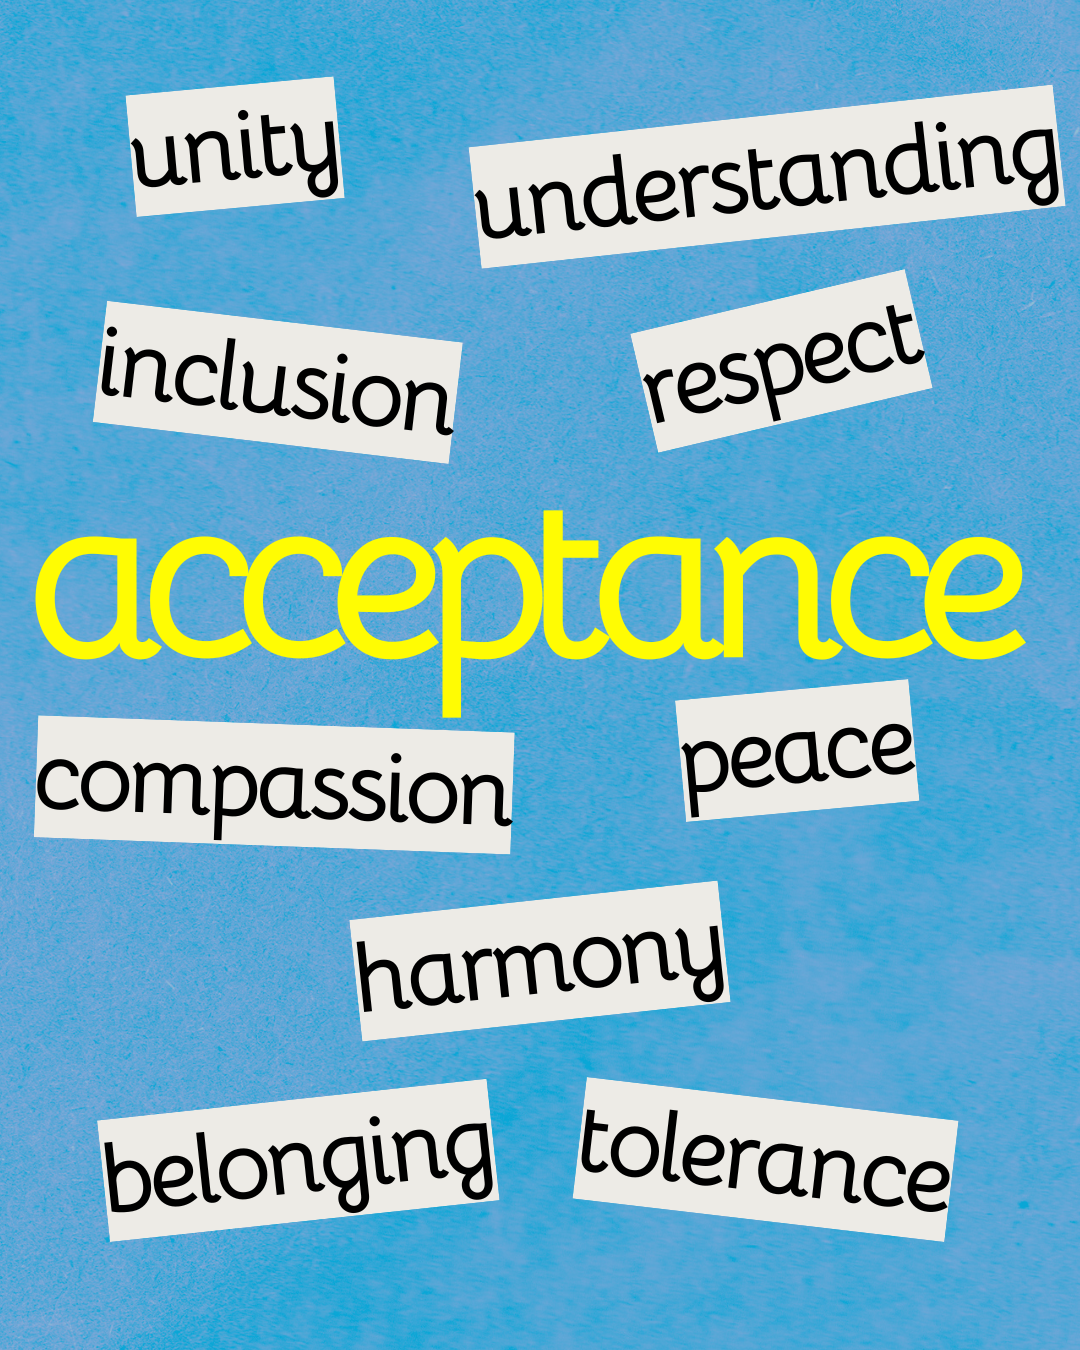 unity
understanding
inclusion
respect
acceptance
compassion
peace
harmony
belonging
tolerance